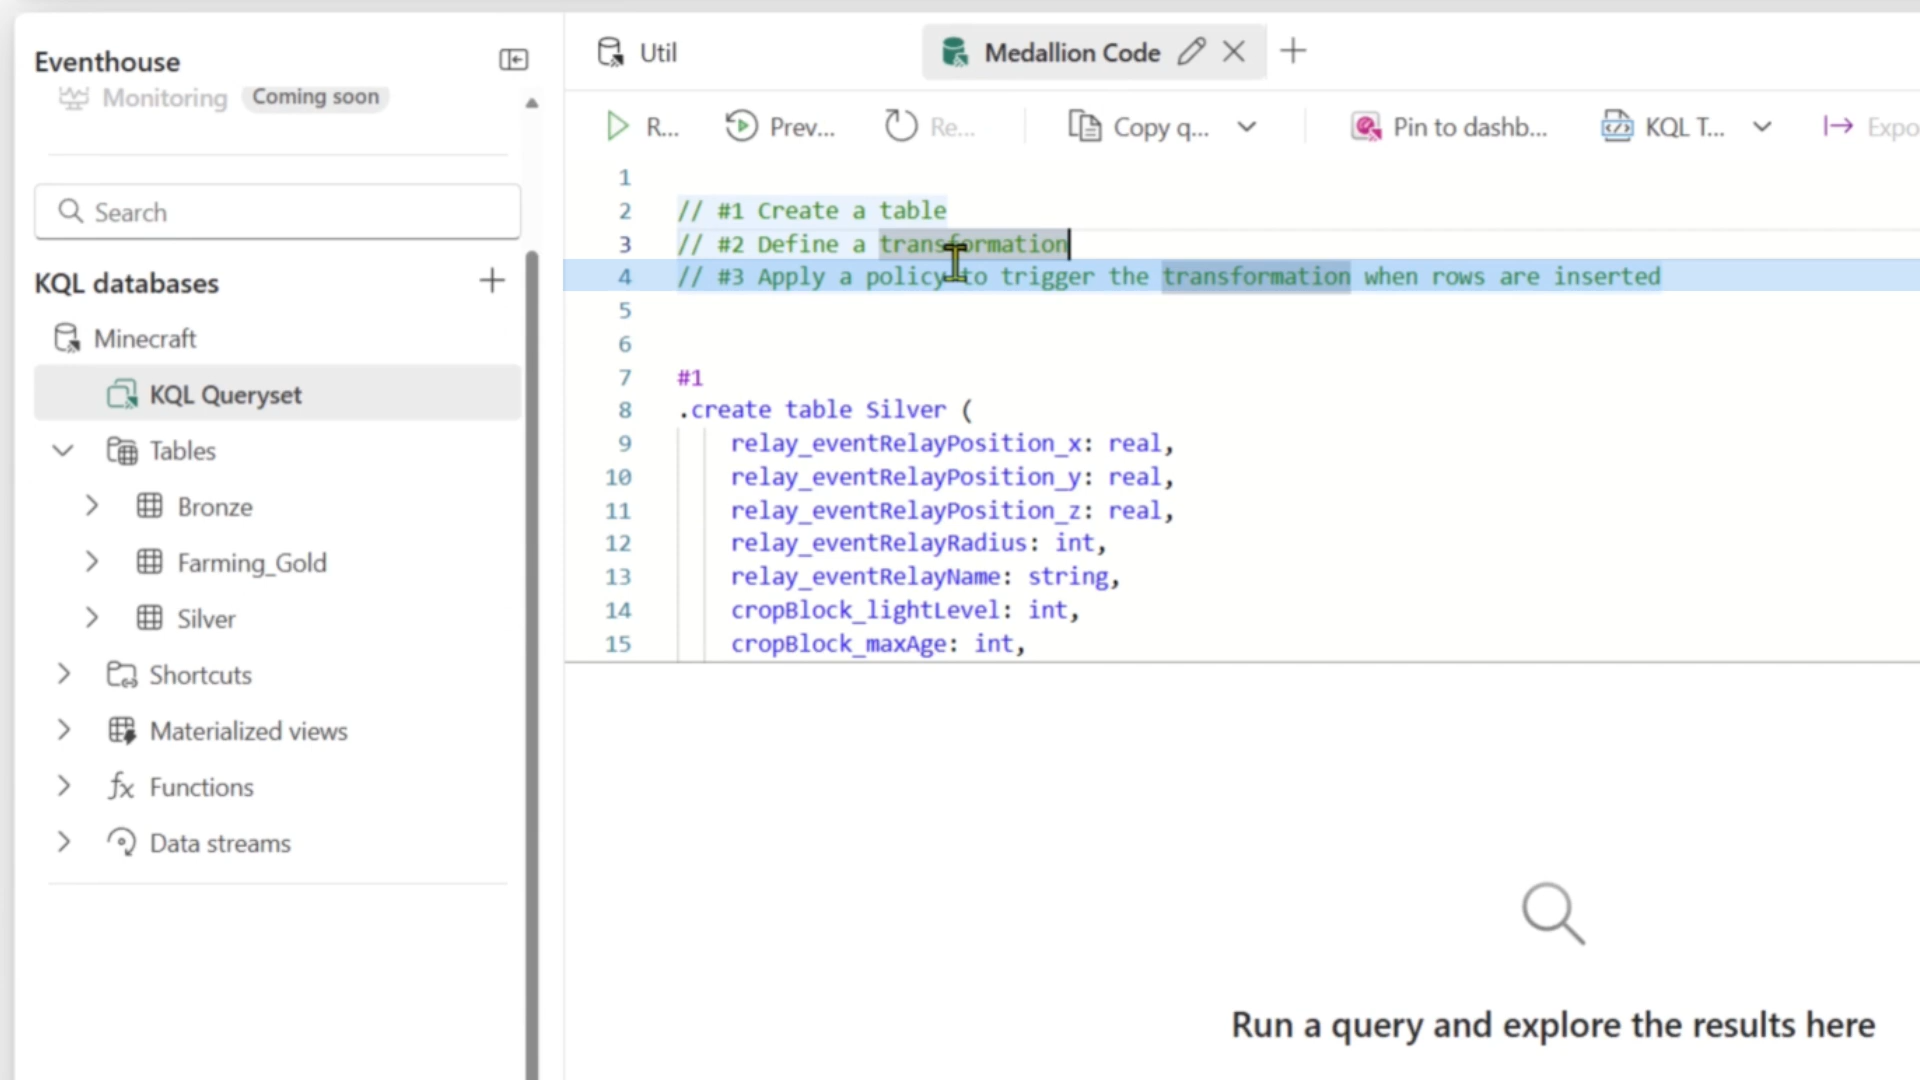 Eventhouse
Monitoring Coming soon
Search
KQL databases
Minecraft
KQL Queryset
Tables
Bronze
Farming_Gold
Silver
Shortcuts
Materialized views
Functions
Data streams
Util
Medallion Code
R...
Prev...
Re...
Copy q...
Pin to dashb...
KQL T...
Expo
1
2 // #1 Create a table
3 // #2 Define a transformation
4 // #3 Apply a policy to trigger the transformation when rows are inserted
5
6
7 #1
8 .create table Silver (
9 relay_eventRelayPosition_x: real,
10 relay_eventRelayPosition_y: real,
11 relay_eventRelayPosition_z: real,
12 relay_eventRelayRadius: int,
13 relay_eventRelayName: string,
14 cropBlock_lightLevel: int,
15 cropBlock_maxAge: int,
Run a query and explore the results here